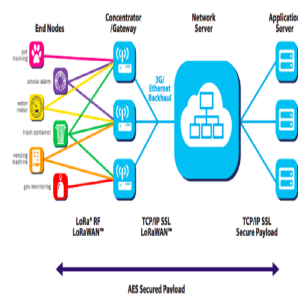 End Nodes
Concentrator
/Gateway
Network
Server
Application
Server
pet
tracking
smoke alarm
water
meter
trash container
vending
machine
gas monitoring
3G/
Ethernet
Backhaul
LoRa® RF
LoRaWAN™
TCP/IP SSL
LoRaWAN™
TCP/IP SSL
Secure Payload
AES Secured Payload